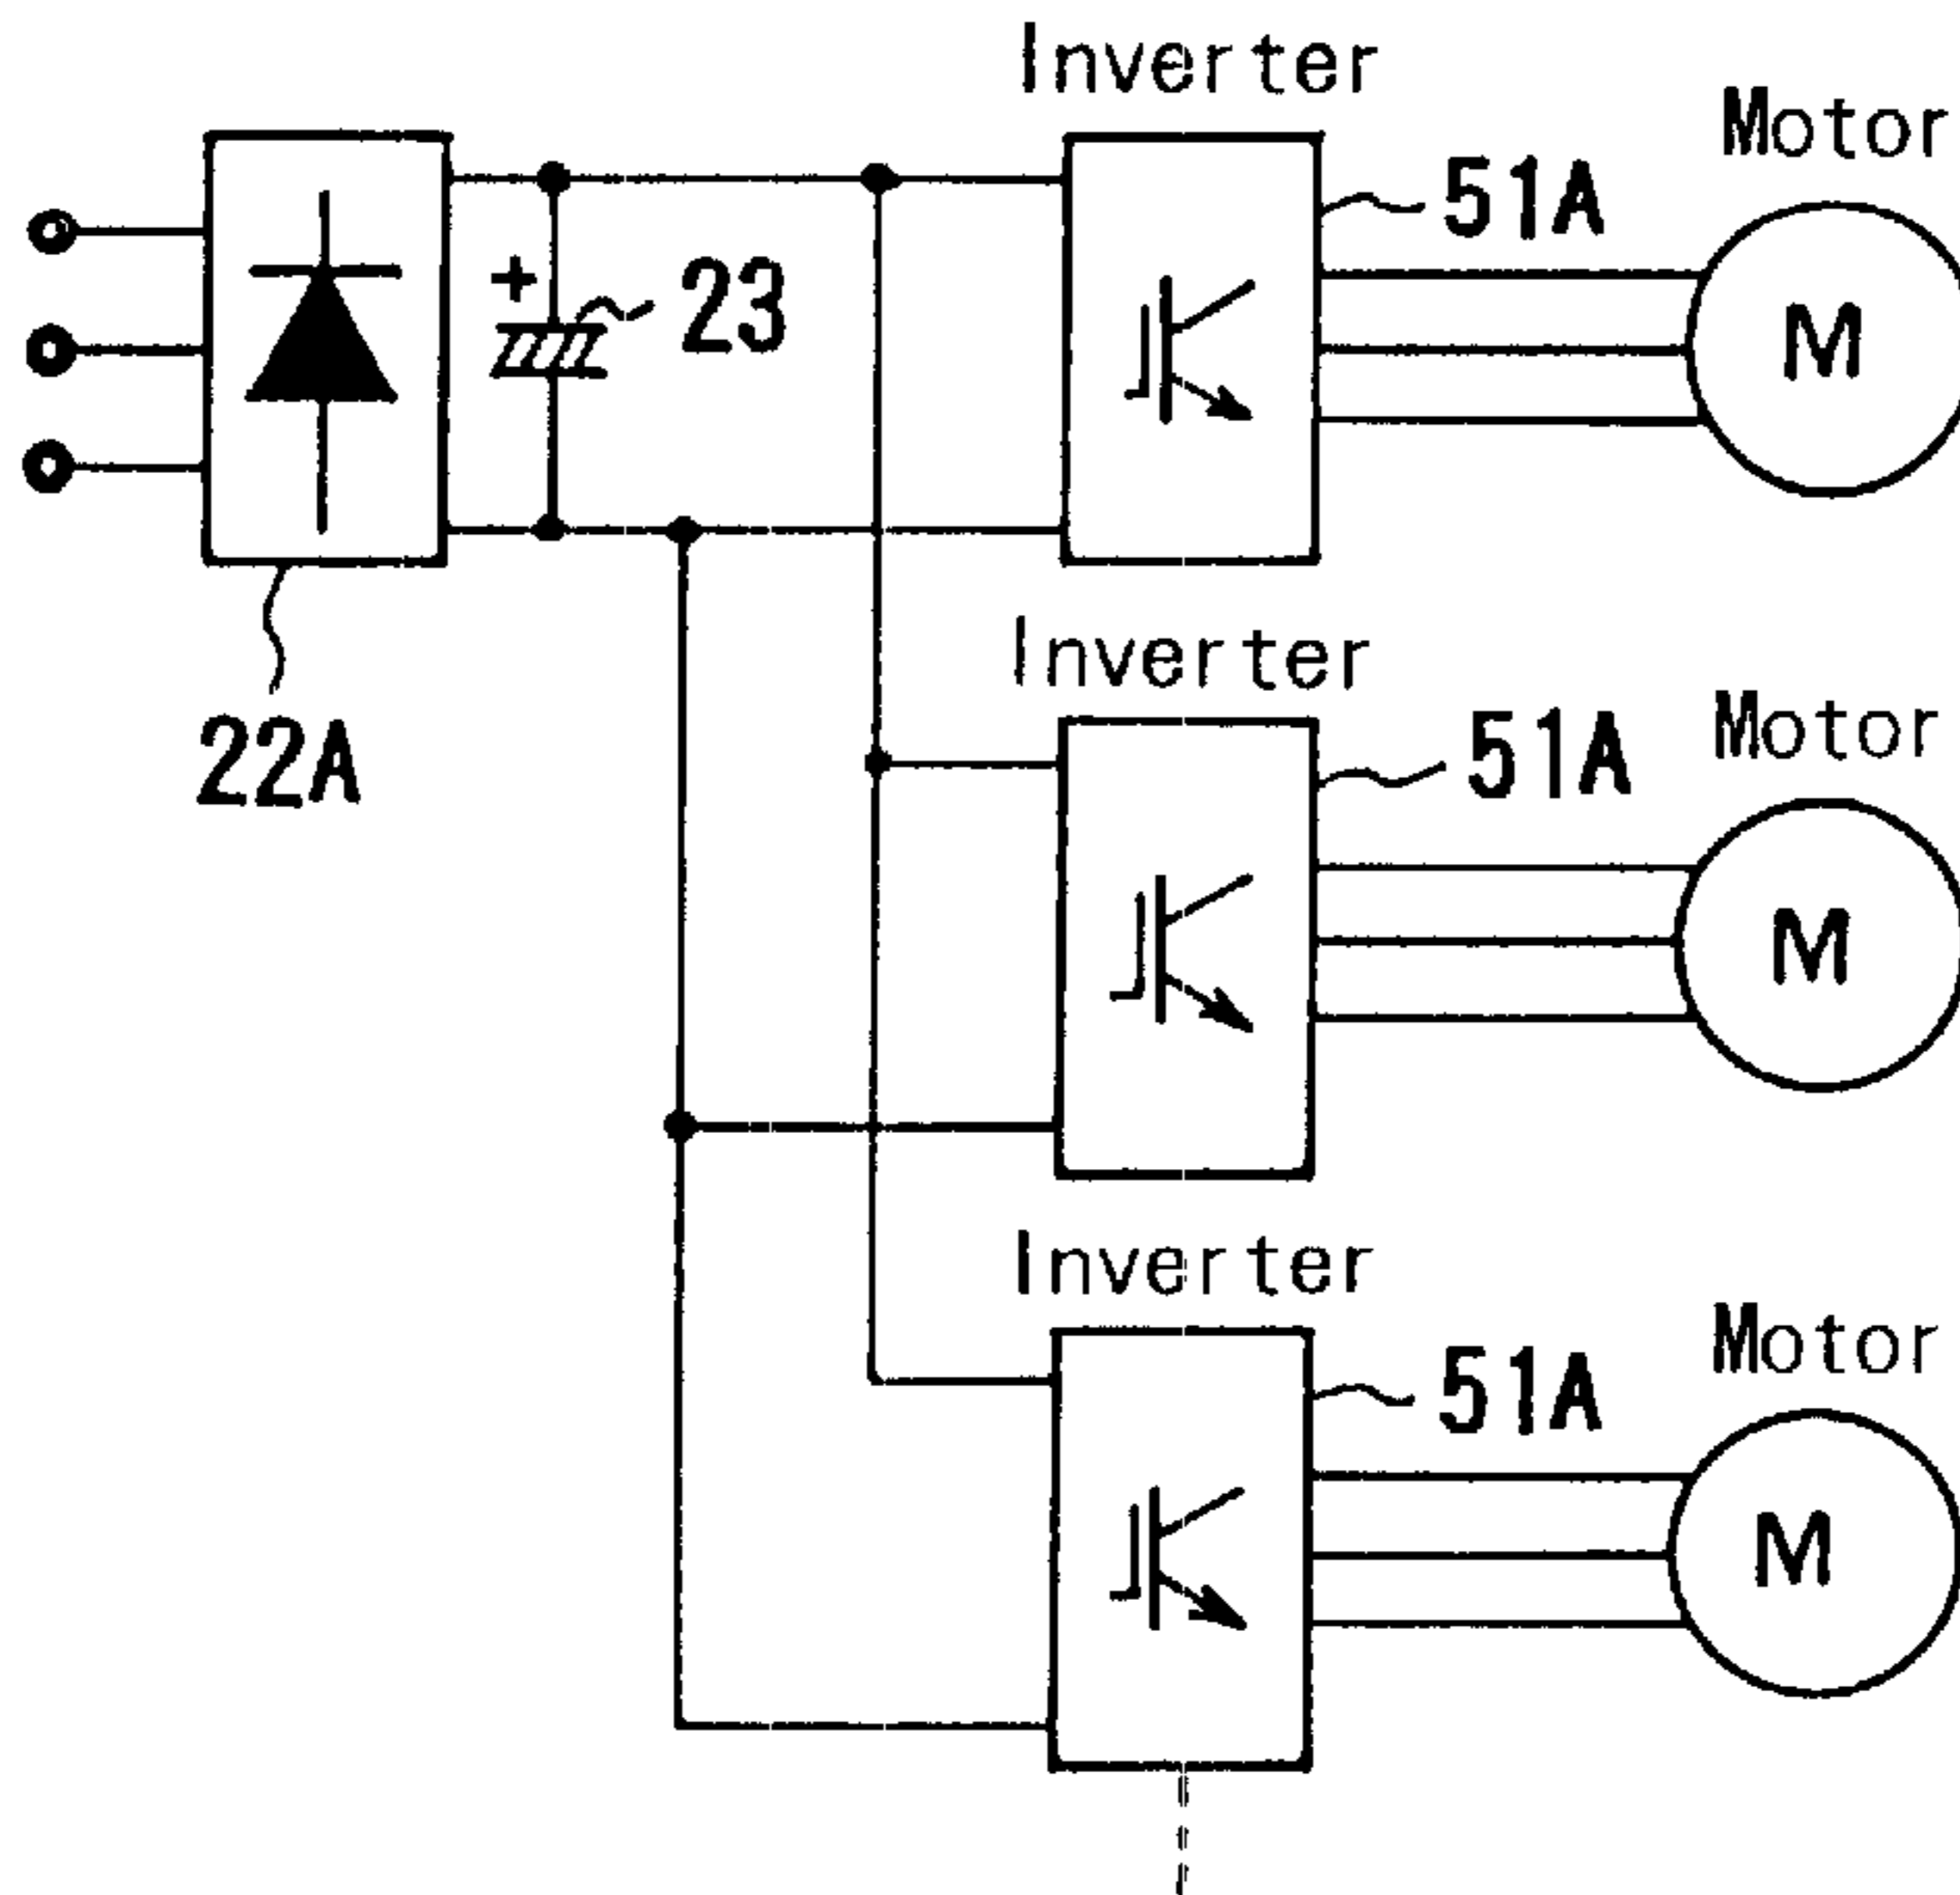 Inverter
Motor
51A
+
23
M
22A
Inverter
Motor
51A
M
Inverter
Motor
51A
M